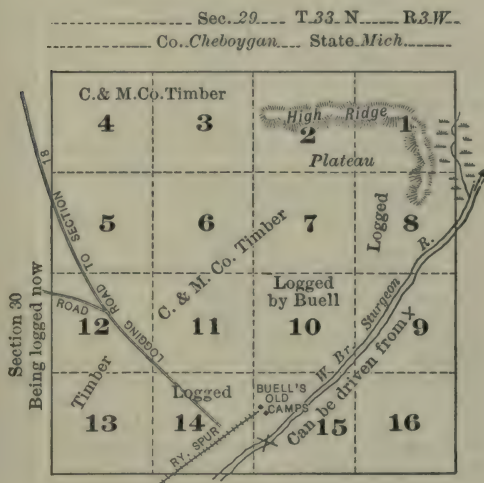 Sec. 29 T. 33 N. R 3 W.
Co. Cheboygan State Mich.
C. & M. Co. Timber
4 3 2 1
High Ridge
Plateau
5 6 7 8
Logged
ROAD TO SECTION 18
C. & M. Co. Timber
Logged by Buell
W. Br. Sturgeon R.
Can be driven from X
Section 30
Being logged now
ROAD
LOGGING
12 11 10 9
Timber
Logged
BUELL'S
OLD
CAMPS
RY. SPUR
13 14 15 16